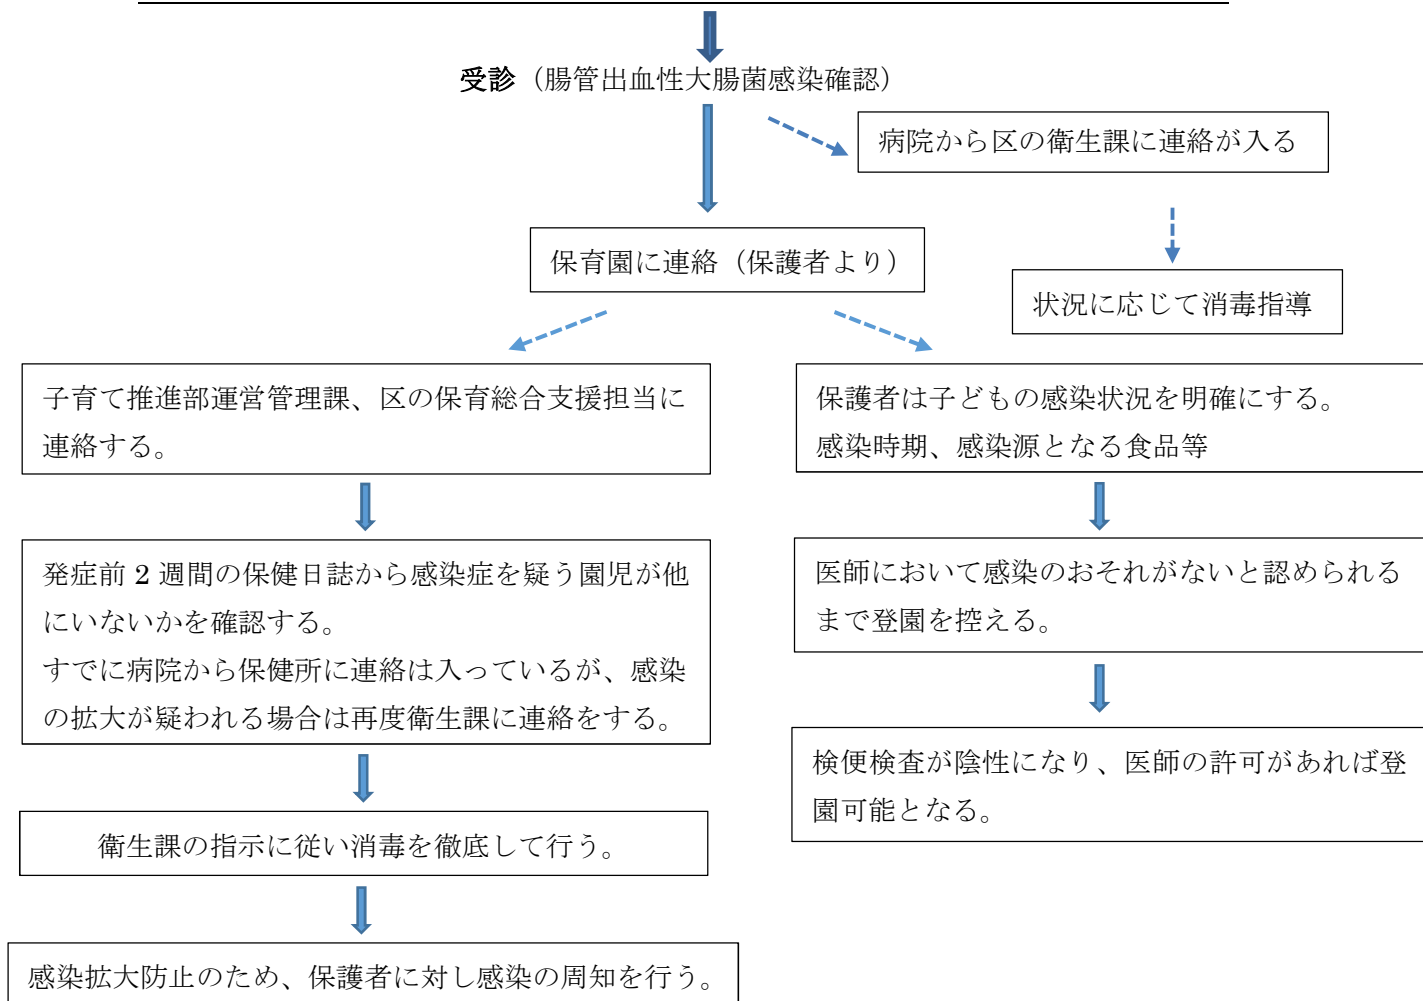 受診（腸管出血性大腸菌感染確認）
病院から区の衛生課に連絡が入る
保育園に連絡（保護者より）
状況に応じて消毒指導
子育て推進部運営管理課、区の保育総合支援担当に
連絡する。
保護者は子どもの感染状況を明確にする。
感染時期、感染源となる食品等
発症前 2 週間の保健日誌から感染症を疑う園児が他
にいないかを確認する。
すでに病院から保健所に連絡は入っているが、感染
の拡大が疑われる場合は再度衛生課に連絡をする。
医師において感染のおそれがないと認められる
まで登園を控える。
検便検査が陰性になり、医師の許可があれば登
園可能となる。
衛生課の指示に従い消毒を徹底して行う。
感染拡大防止のため、保護者に対し感染の周知を行う。